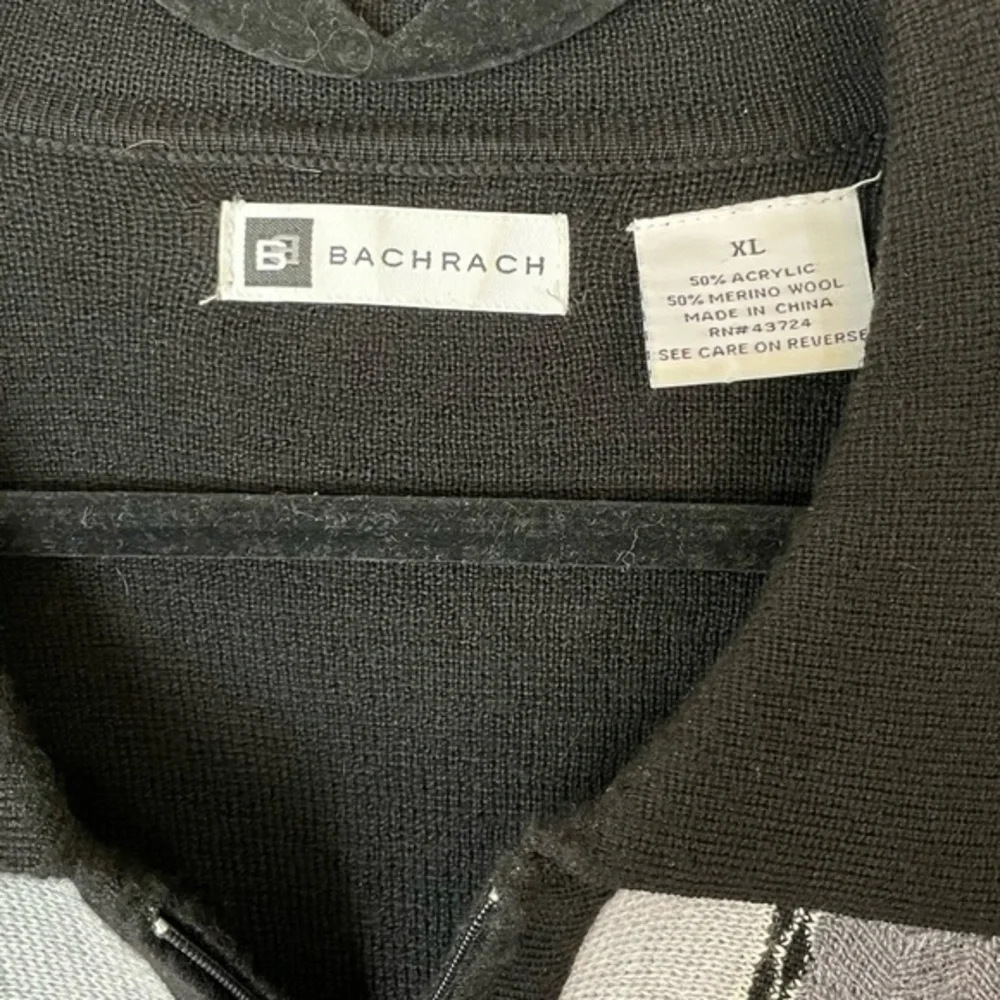 B BACHRACH
XL
50% ACRYLIC
50% MERINO WOOL
MADE IN CHINA
RN#43724
SEE CARE ON REVERSE